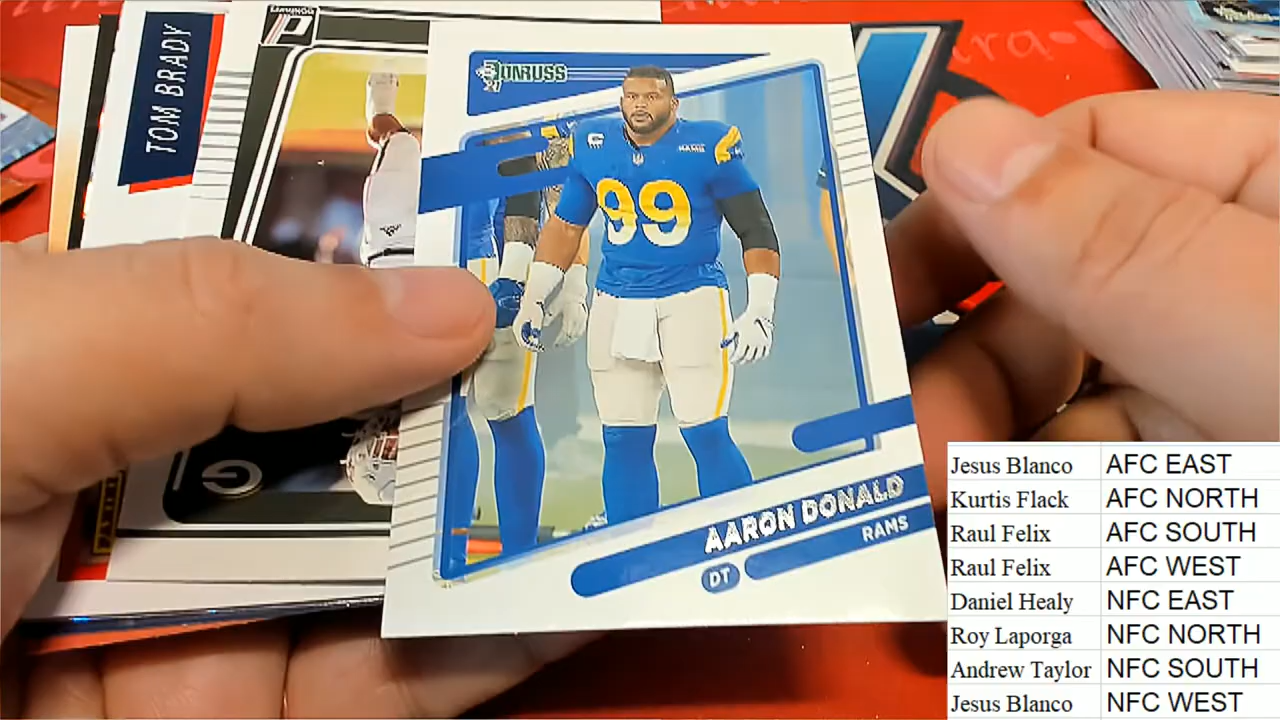 TOM BRADY
DONRUSS
99
AARON DONALD
RAMS
DT
Jesus Blanco AFC EAST
Kurtis Flack AFC NORTH
Raul Felix AFC SOUTH
Raul Felix AFC WEST
Daniel Healy NFC EAST
Roy Laporga NFC NORTH
Andrew Taylor NFC SOUTH
Jesus Blanco NFC WEST